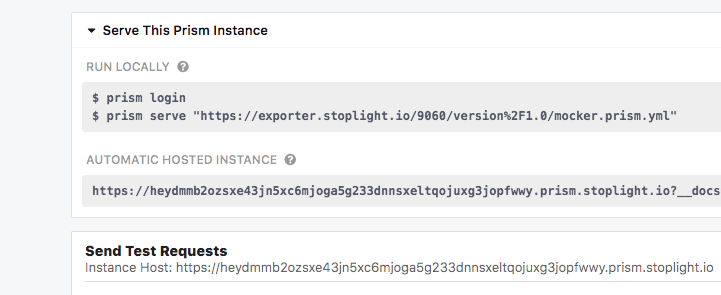 Serve This Prism Instance
RUN LOCALLY ?
$ prism login
$ prism serve "https://exporter.stoplight.io/9060/version%2F1.0/mocker.prism.yml"
AUTOMATIC HOSTED INSTANCE ?
https://heydmmb2ozsxe43jn5xc6mjoga5g233dnnsxeltqojuxg3jopfwwy.prism.stoplight.io?__docs
Send Test Requests
Instance Host: https://heydmmb2ozsxe43jn5xc6mjoga5g233dnnsxeltqojuxg3jopfwwy.prism.stoplight.io